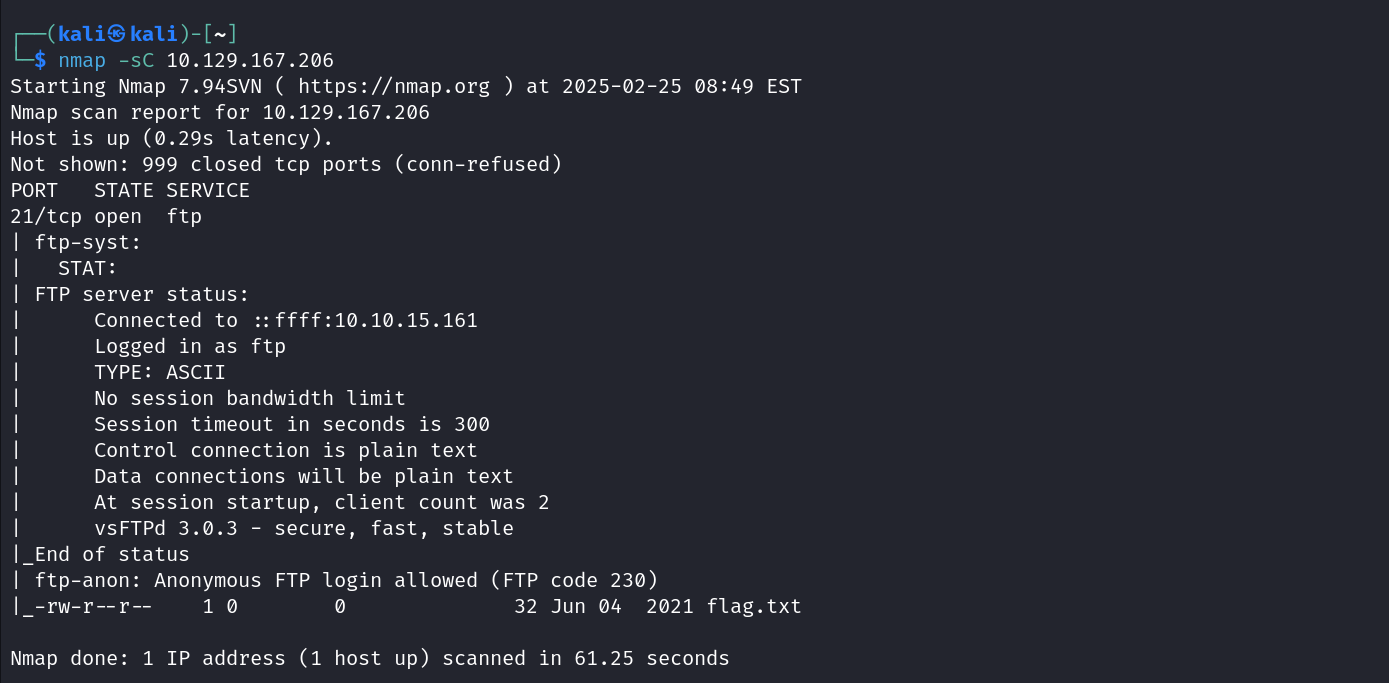 ┌──(kali㉿kali)-[~]
└─$ nmap -sC 10.129.167.206
Starting Nmap 7.94SVN ( https://nmap.org ) at 2025-02-25 08:49 EST
Nmap scan report for 10.129.167.206
Host is up (0.29s latency).
Not shown: 999 closed tcp ports (conn-refused)
PORT   STATE SERVICE
21/tcp open  ftp
| ftp-syst:
|   STAT:
| FTP server status:
|      Connected to ::ffff:10.10.15.161
|      Logged in as ftp
|      TYPE: ASCII
|      No session bandwidth limit
|      Session timeout in seconds is 300
|      Control connection is plain text
|      Data connections will be plain text
|      At session startup, client count was 2
|      vsFTPd 3.0.3 - secure, fast, stable
|_End of status
| ftp-anon: Anonymous FTP login allowed (FTP code 230)
|_-rw-r--r--    1 0        0              32 Jun 04  2021 flag.txt

Nmap done: 1 IP address (1 host up) scanned in 61.25 seconds